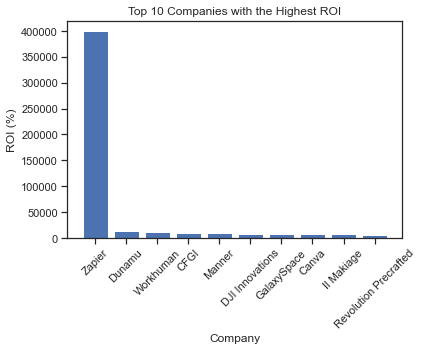 Top 10 Companies with the Highest ROI
400000
350000
300000
250000
200000
150000
100000
50000
0
ROI (%)
Zapier
Dunamu
Workhuman
CFGI
Manner
DJI Innovations
GalaxySpace
Canva
Il Makiage
Revolution Precrafted
Company